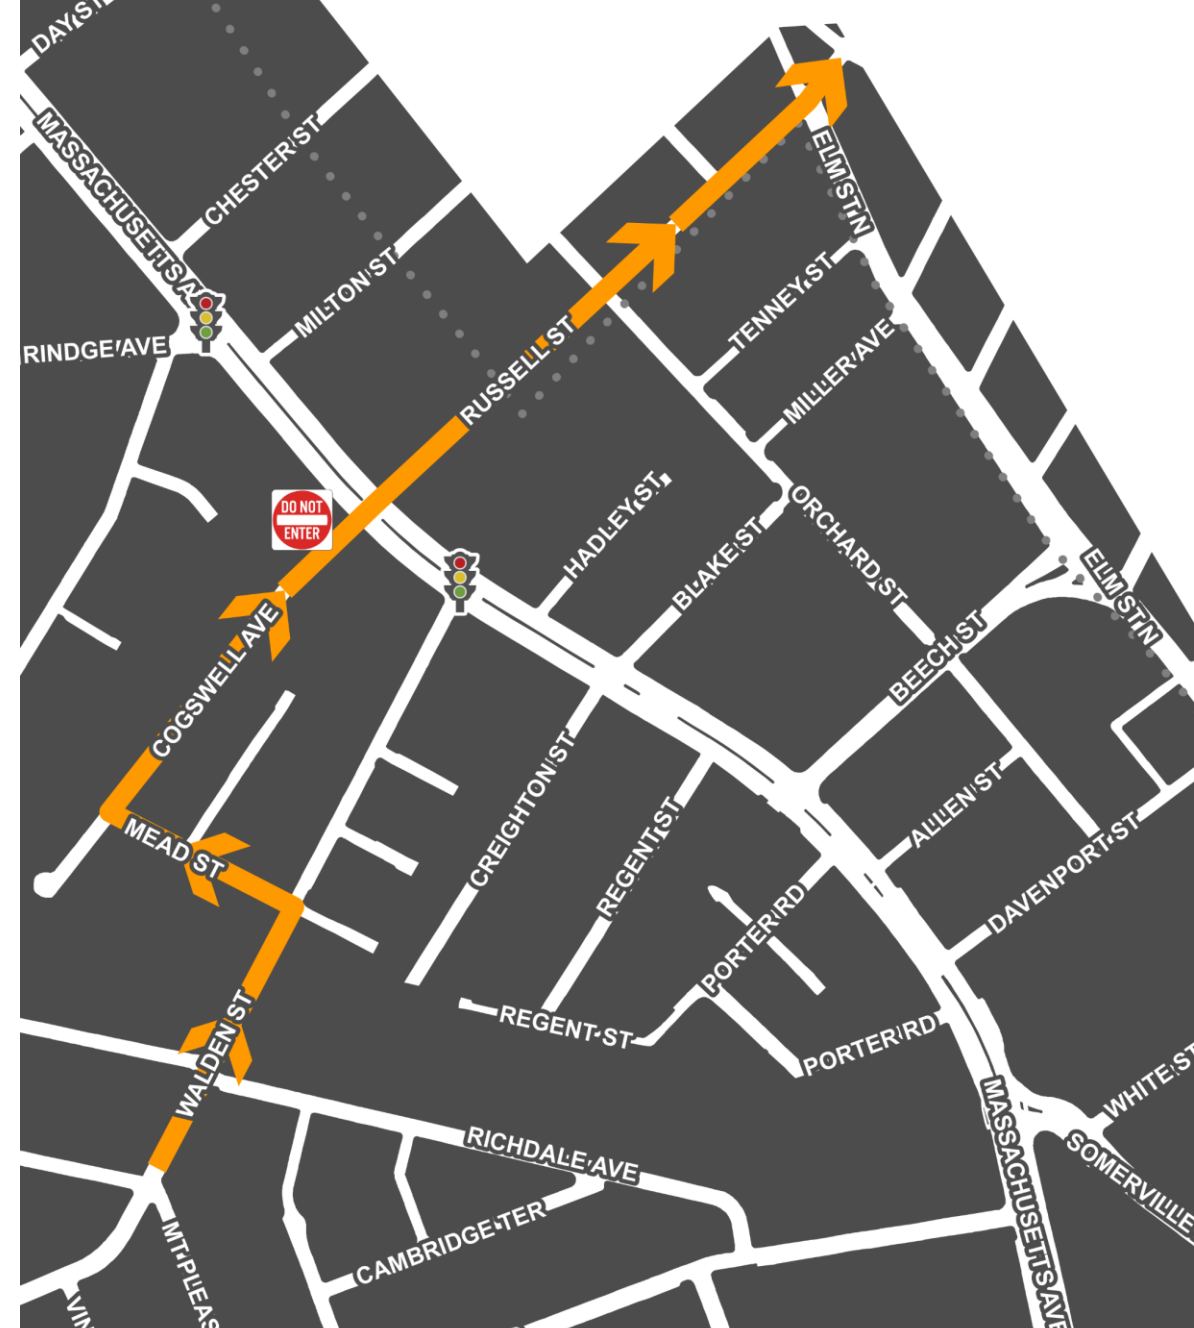 DAY ST
MASSACHUSETTS A
CHESTER ST
MILTON ST
RINDGE AVE
ELM ST N
TENNEY ST
MILLER AVE
RUSSELL ST
DO NOT
ENTER
HADLEY ST
BLAKE ST
ORCHARD ST
ELM ST N
BEECH ST
COGSWELL AVE
MEAD ST
CREIGHTON ST
REGENT ST
ALLEN ST
DAVENPORT ST
PORTER RD
WALDEN ST
REGENT ST
PORTER RD
WHITE ST
MASSACHUSETTS AVE
SOMERVILLE
RICHDALE AVE
CAMBRIDGE TER
MT PLEAS
VIN